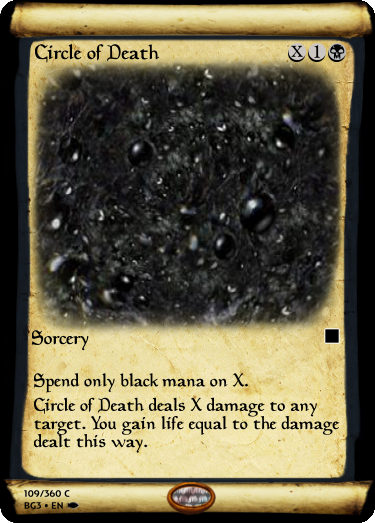 Circle of Death X 1
Sorcery
Spend only black mana on X.
Circle of Death deals X damage to any
target. You gain life equal to the damage
dealt this way.
109/360 C
BG3 • EN